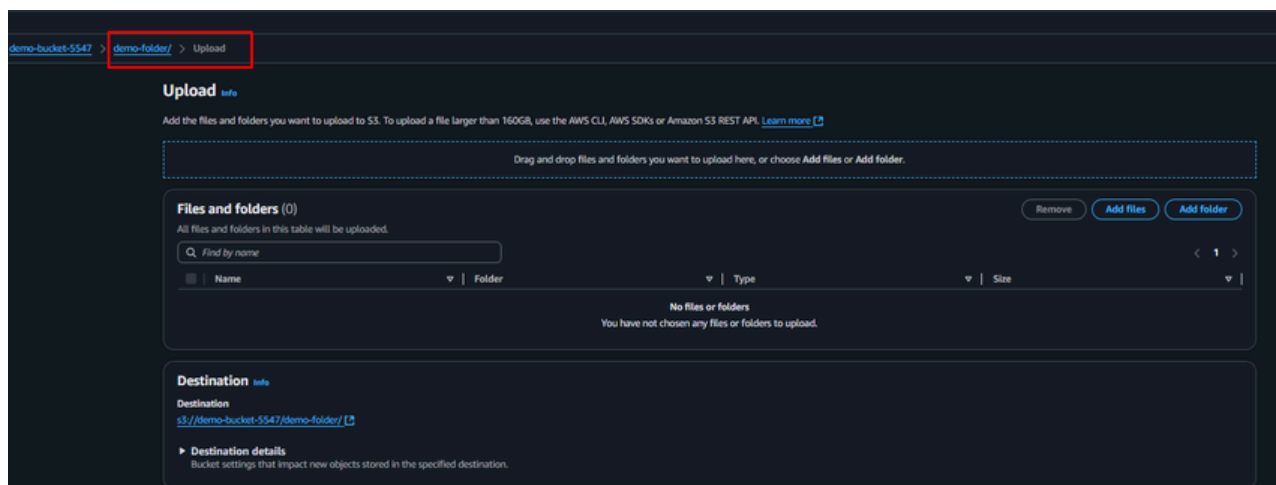 demo-bucket-5547 > demo-folder/ > Upload
Upload Info
Add the files and folders you want to upload to S3. To upload a file larger than 160GB, use the AWS CLI, AWS SDKs or Amazon S3 REST API. Learn more
Drag and drop files and folders you want to upload here, or choose Add files or Add folder.
Files and folders (0) Remove Add files Add folder
All files and folders in this table will be uploaded.
Find by name < 1 >
Name Folder Type Size
No files or folders
You have not chosen any files or folders to upload.
Destination Info
Destination
s3://demo-bucket-5547/demo-folder/
Destination details
Bucket settings that impact new objects stored in the specified destination.